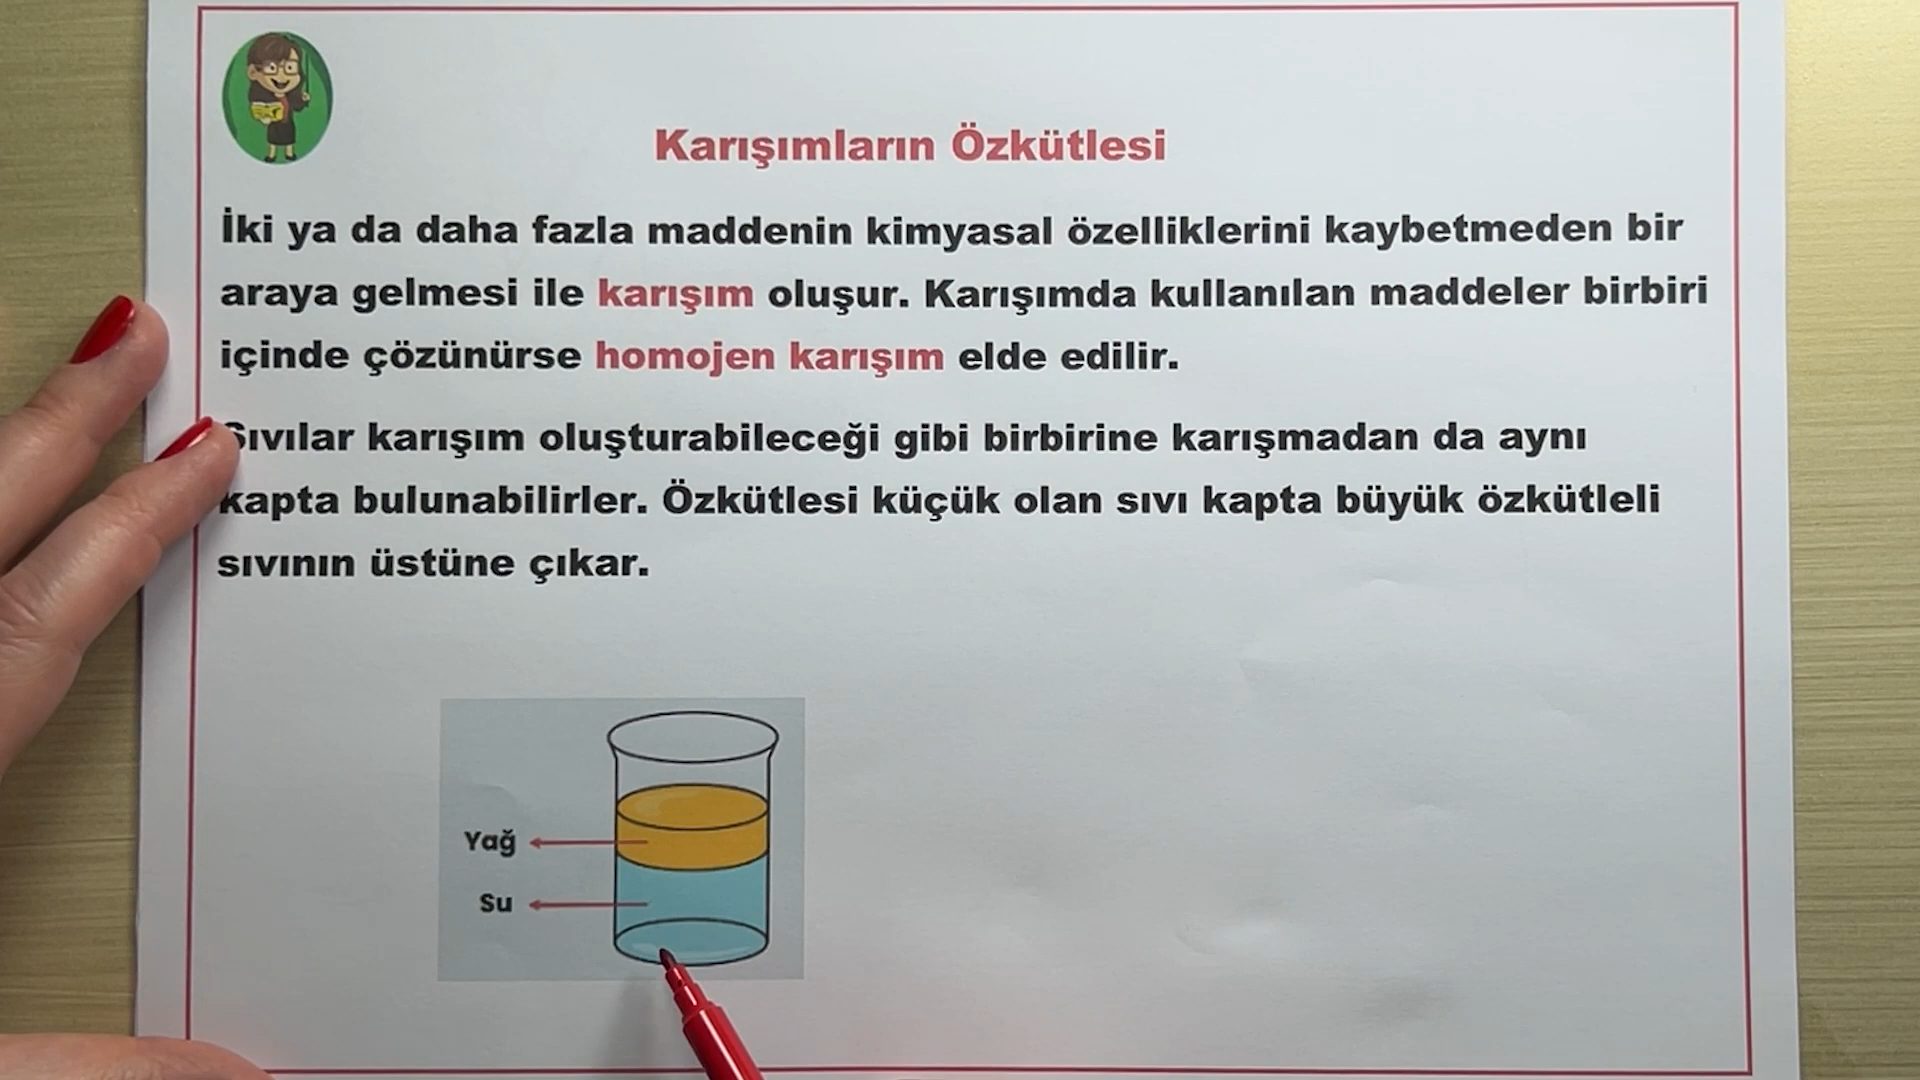 Karışımların Özkütlesi
İki ya da daha fazla maddenin kimyasal özelliklerini kaybetmeden bir
araya gelmesi ile karışım oluşur. Karışımda kullanılan maddeler birbiri
içinde çözünürse homojen karışım elde edilir.
Sıvılar karışım oluşturabileceği gibi birbirine karışmadan da aynı
kapta bulunabilirler. Özkütlesi küçük olan sıvı kapta büyük özkütleli
sıvının üstüne çıkar.
Yağ
Su